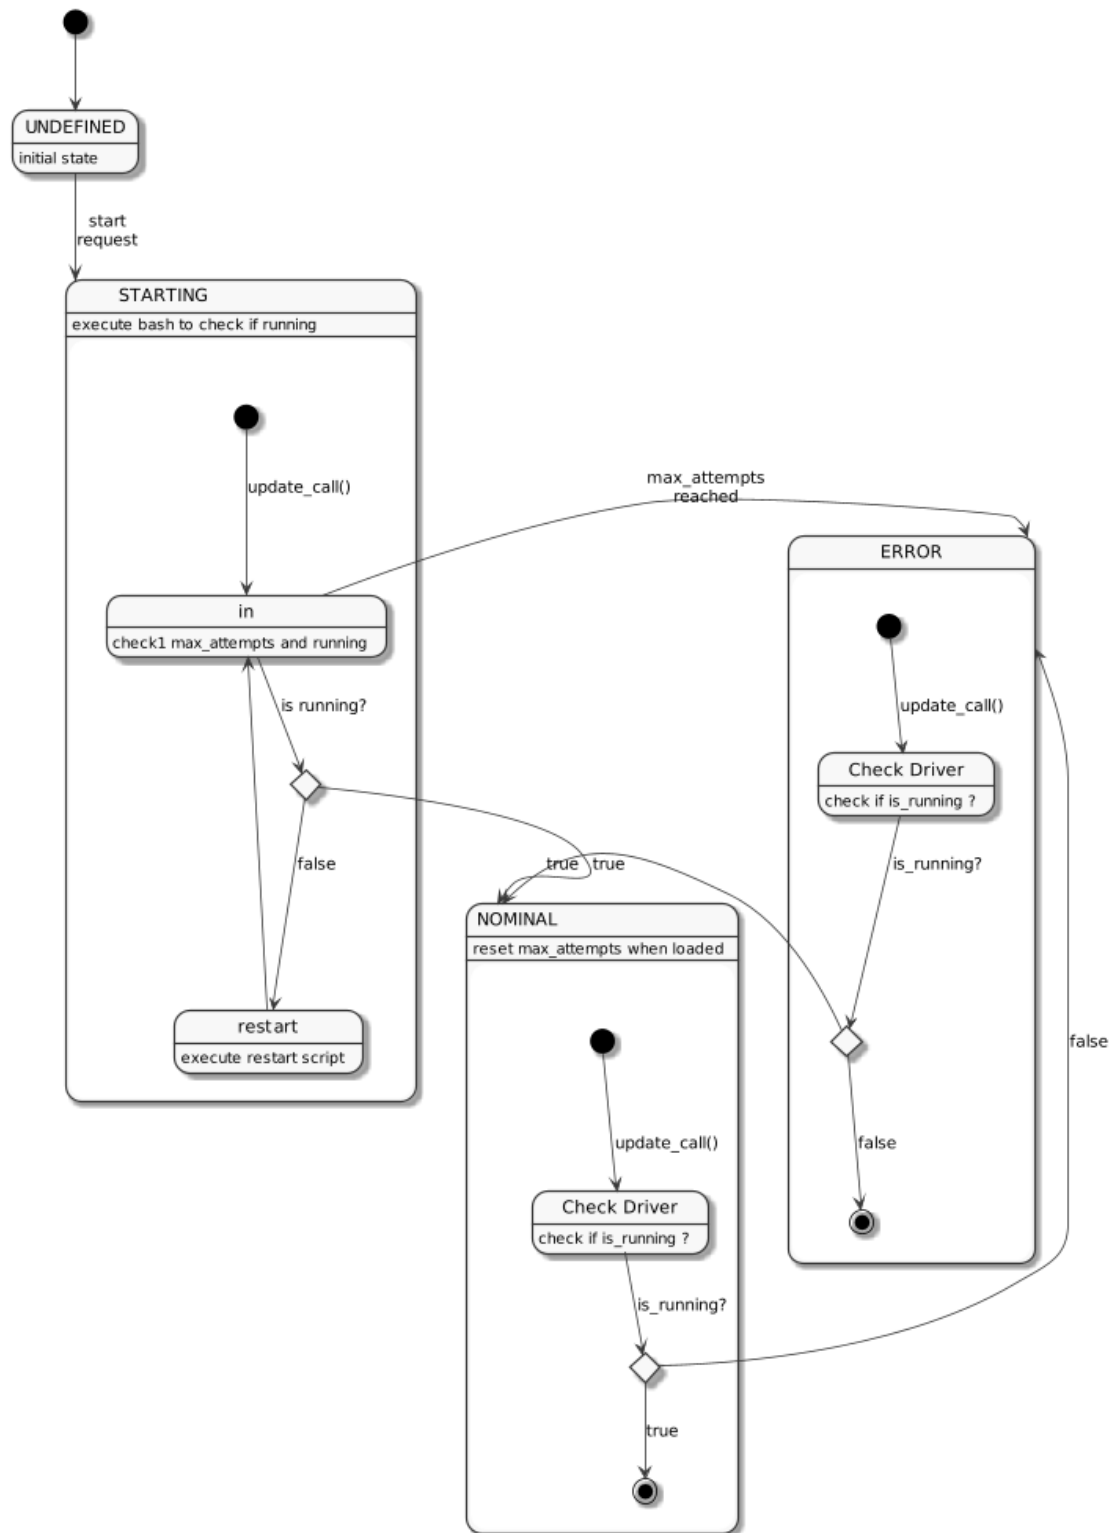 UNDEFINED
initial state
start
request
STARTING
execute bash to check if running
update_call()
max_attempts
reached
ERROR
in
check1 max_attempts and running
update_call()
is running?
Check Driver
check if is_running ?
false
true
true
is_running?
NOMINAL
reset max_attempts when loaded
restart
execute restart script
false
update_call()
false
Check Driver
check if is_running ?
is_running?
true